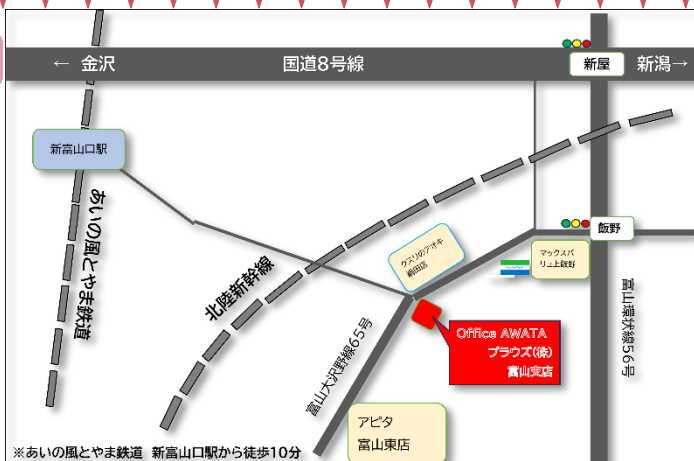 ← 金沢
国道8号線
新屋
新潟→
新富山口駅
あいの風とやま鉄道
北陸新幹線
クスリのアオキ
鶴田店
飯野
マックスバ
リュ上飯野
富山環状線56号
Office AWATA
プラウズ(株)
富山支店
富山大沢野線65号
アピタ
富山東店
※あいの風とやま鉄道 新富山口駅から徒歩10分